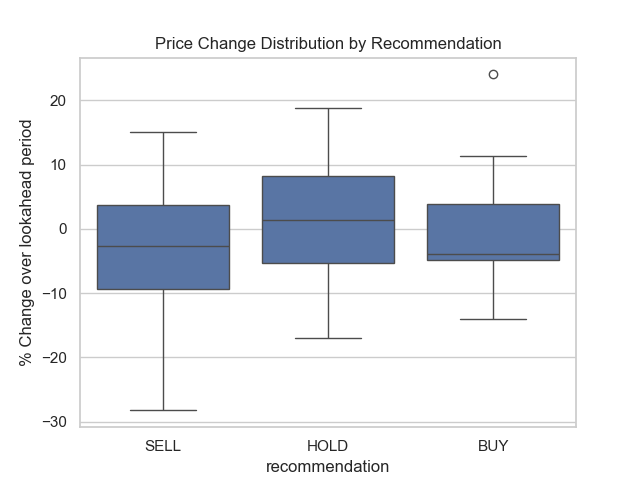 Price Change Distribution by Recommendation
% Change over lookahead period
20
10
0
−10
−20
−30
SELL HOLD BUY
recommendation